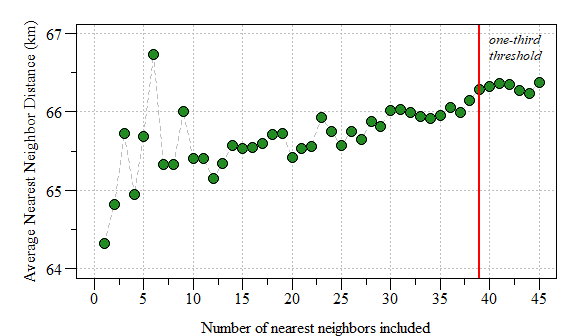 Average Nearest Neighbor Distance (km)
67
66
65
64
one-third
threshold
0 5 10 15 20 25 30 35 40 45
Number of nearest neighbors included